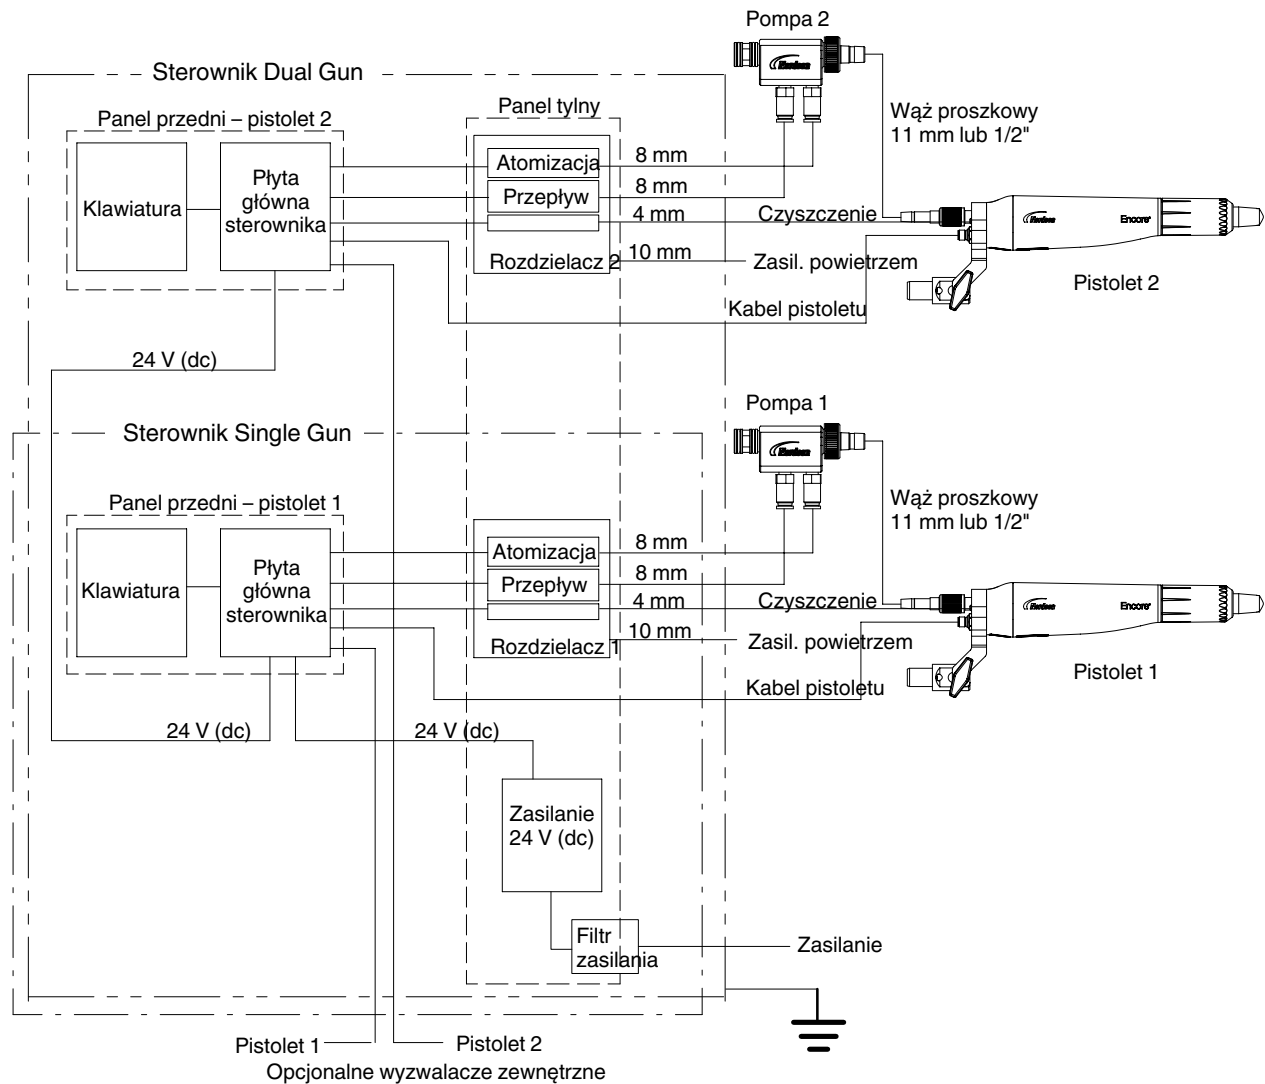 Pompa 2
Sterownik Dual Gun
Panel tylny
Panel przedni – pistolet 2
Wąż proszkowy
11 mm lub 1/2"
Nordson
Klawiatura
Płyta
główna
sterownika
Atomizacja
8 mm
Przepływ
8 mm
4 mm
Czyszczenie
Nordson
Encore
Rozdzielacz 2
10 mm
Zasil. powietrzem
Pistolet 2
Kabel pistoletu
24 V (dc)
Pompa 1
Sterownik Single Gun
Nordson
Panel przedni – pistolet 1
Wąż proszkowy
11 mm lub 1/2"
Klawiatura
Płyta
główna
sterownika
Atomizacja
8 mm
Przepływ
8 mm
4 mm
Czyszczenie
Nordson
Encore
Rozdzielacz 1
10 mm
Zasil. powietrzem
Pistolet 1
Kabel pistoletu
24 V (dc)
24 V (dc)
Zasilanie
24 V (dc)
Filtr
zasilania
Zasilanie
Pistolet 1
Pistolet 2
Opcjonalne wyzwalacze zewnętrzne